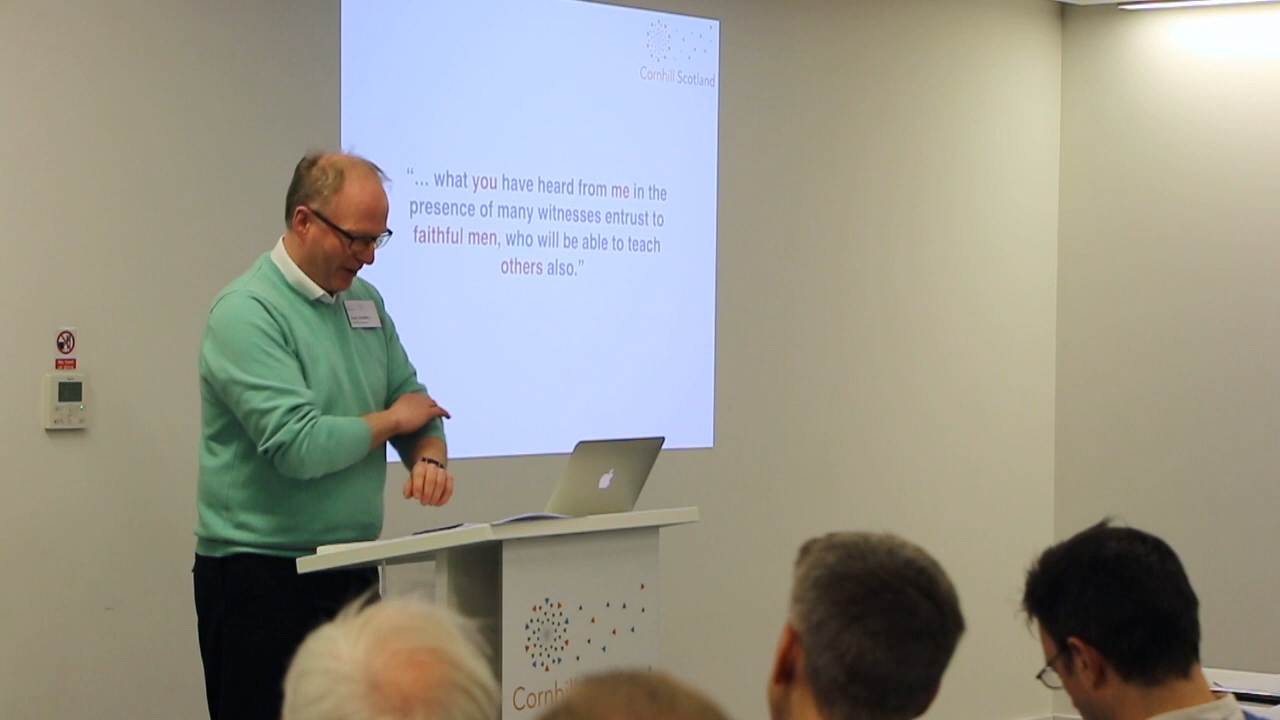 Cornhill Scotland
“... what you have heard from me in the
presence of many witnesses entrust to
faithful men, who will be able to teach
others also.”
Cornhill